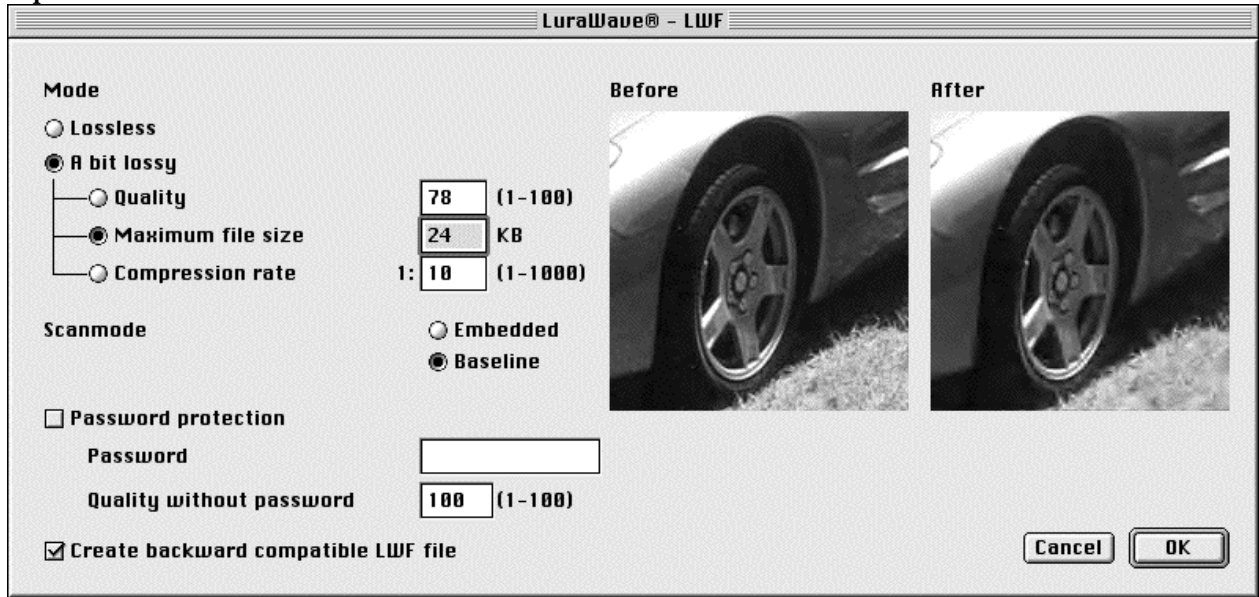 LuraWave® - LWF
Mode
Lossless
A bit lossy
Quality 78 (1-100)
Maximum file size 24 KB
Compression rate 1: 10 (1-1000)
Scanmode
Embedded
Baseline
Password protection
Password
Quality without password 100 (1-100)
Create backward compatible LWF file
Before After
Cancel OK